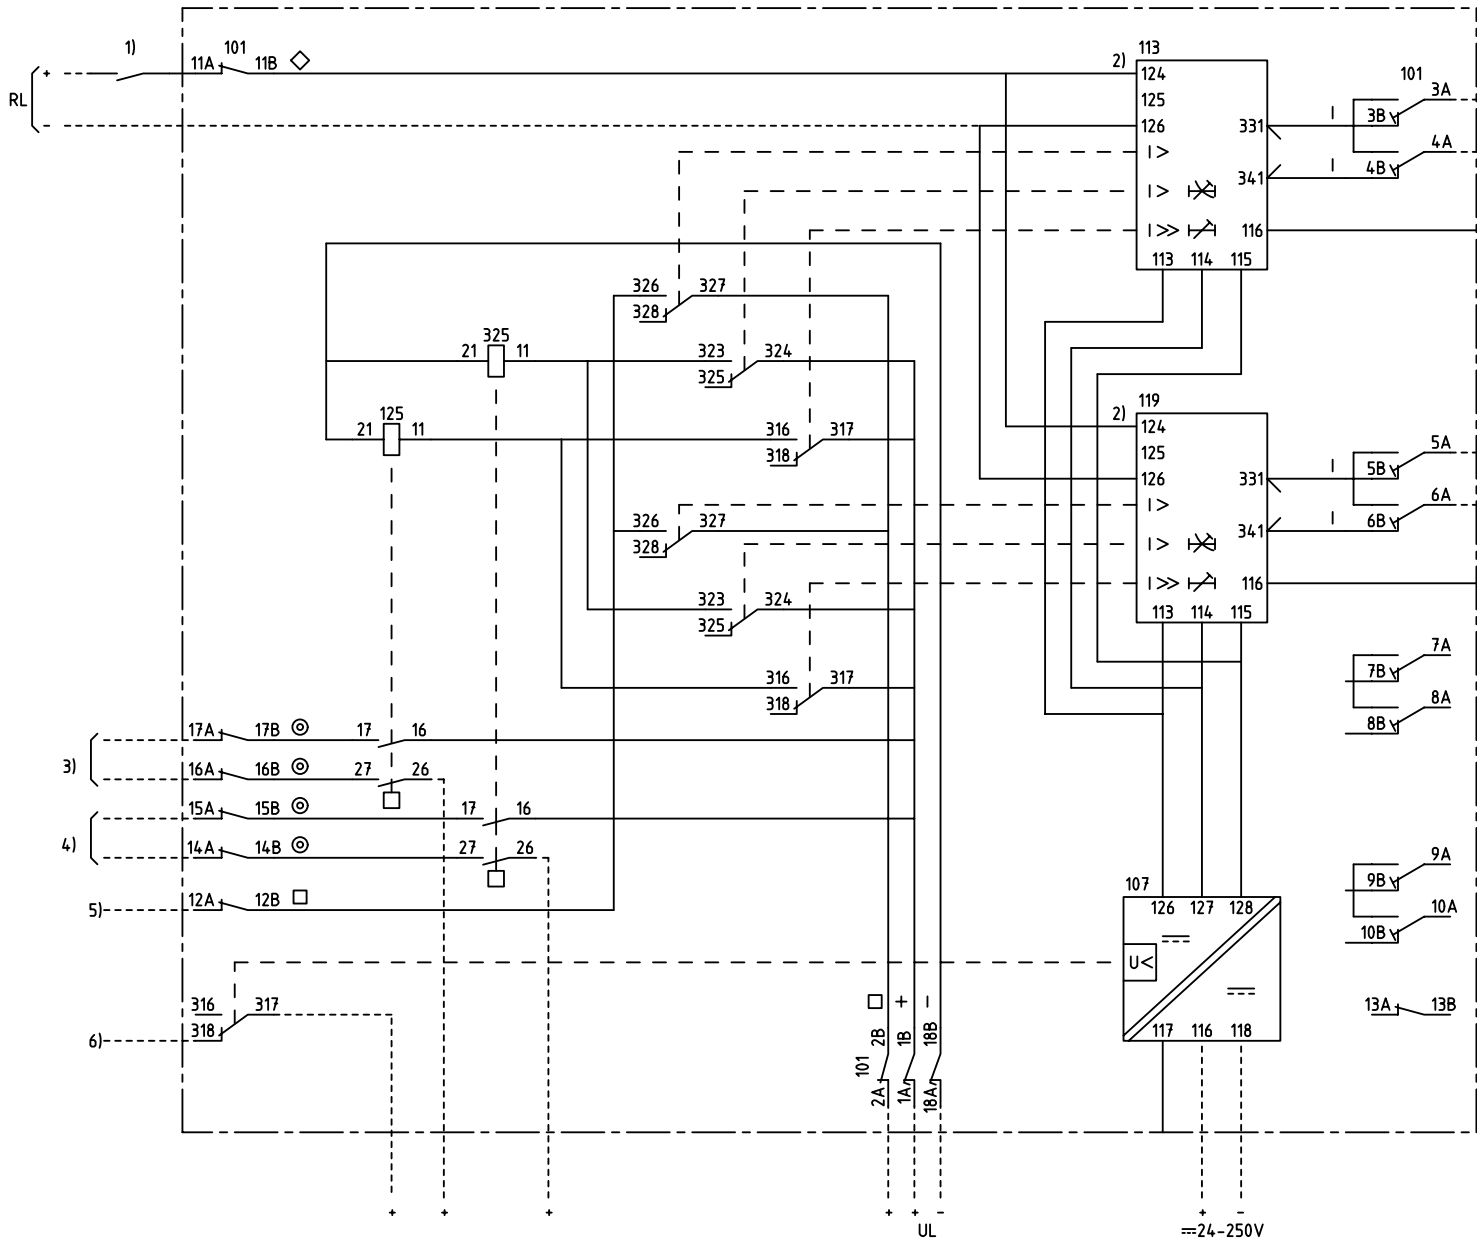 1) 101 113
11A 11B 2) 124 101
RL + 125 3A
- 126 331 I 3B
I> 341 I 4B 4A
I>
I>> 116
113 114 115
326 327
328
325
21 11 323 324
325
119
125 2) 124
21 11 316 317 125 5A
318 126 331 I 5B
326 327 I> 341 I 6B 6A
328 I>
I>> 116
323 324 113 114 115
325
7A
7B
316 317
318 8A
8B
17A 17B 17 16
3)
16A 16B 27 26
15A 15B 17 16
4)
14A 14B 27 26
9A
107 9B
5) 12A 12B 126 127 128 10A
10B
U<
316 317 + - 13A 13B
6) 318 2B 1B 18B 117 116 118
101
2A 1A 18A
+ + + + + - + -
UL 24-250V